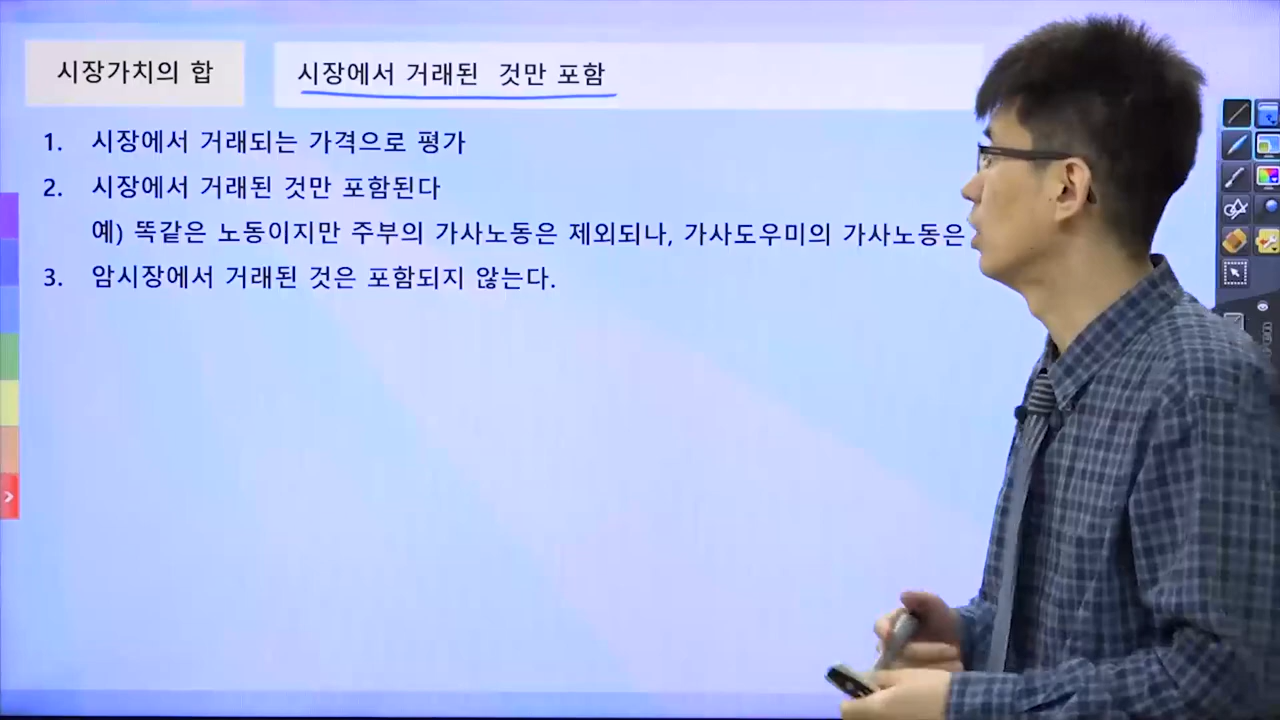 시장가치의 합
시장에서 거래된 것만 포함
1. 시장에서 거래되는 가격으로 평가
2. 시장에서 거래된 것만 포함된다
예) 똑같은 노동이지만 주부의 가사노동은 제외되나, 가사도우미의 가사노동은
3. 암시장에서 거래된 것은 포함되지 않는다.